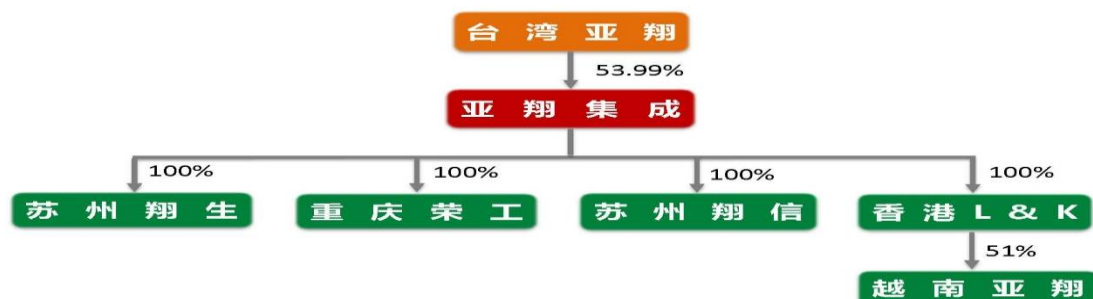 台湾亚翔
53.99%
亚翔集成
100%
100%
100%
100%
苏州翔生
重庆荣工
苏州翔信
香港L&K
51%
越南亚翔